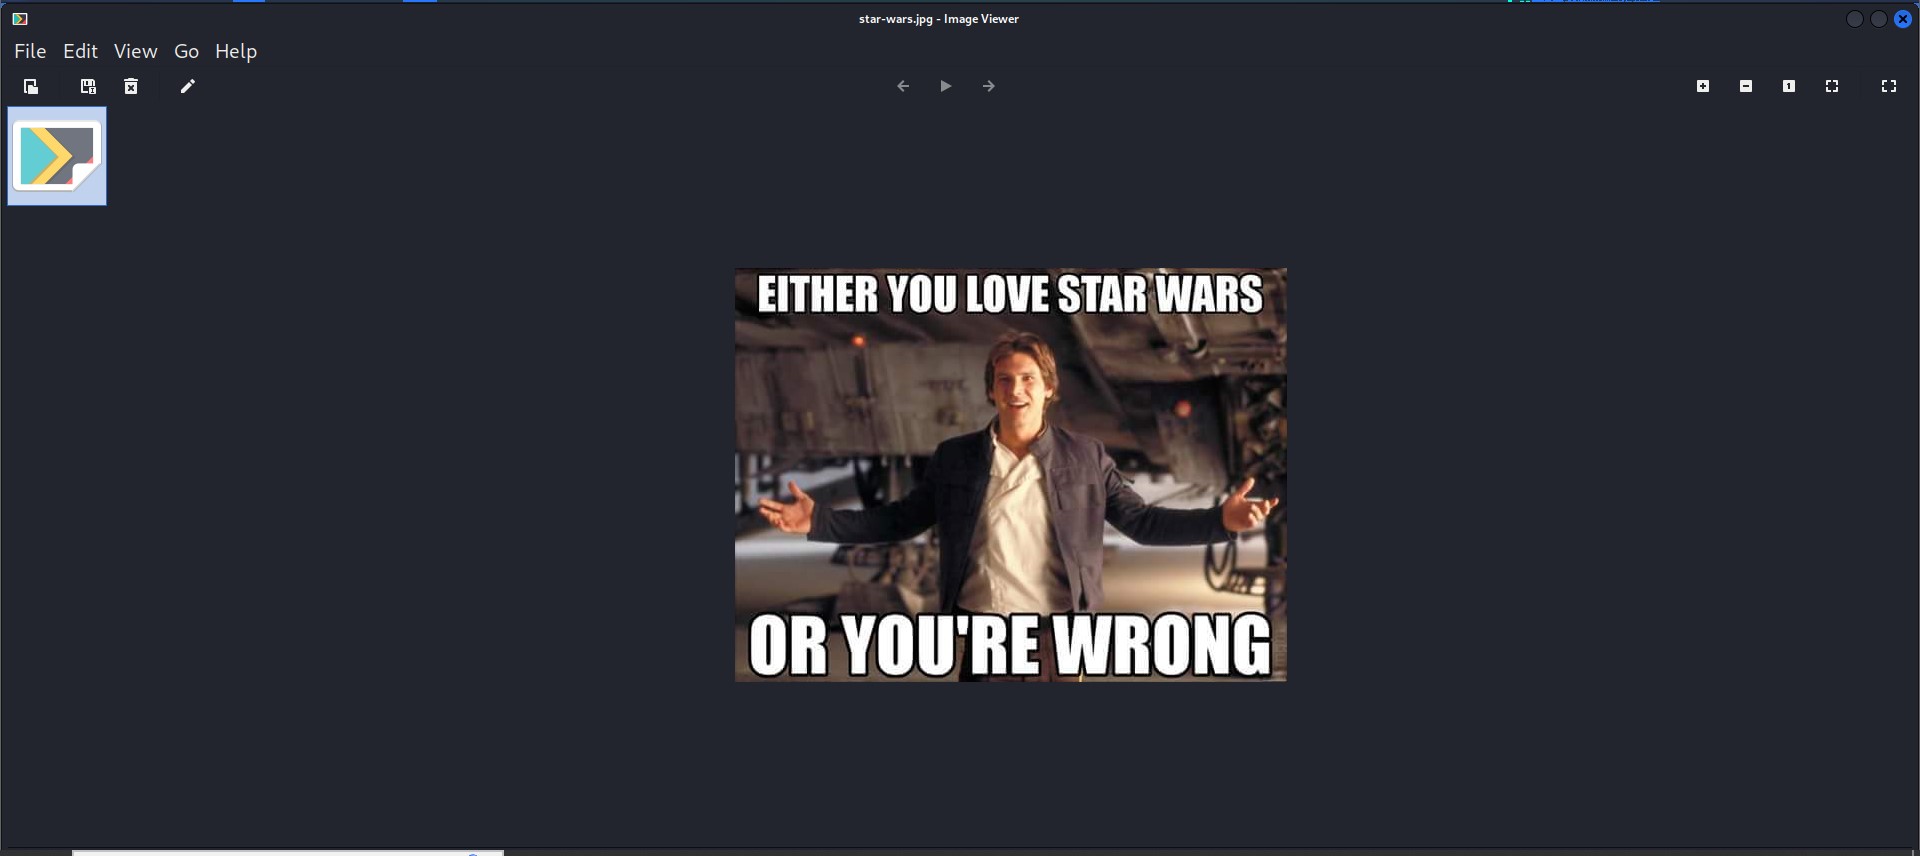 star-wars.jpg - Image Viewer
File Edit View Go Help
1
EITHER YOU LOVE STAR WARS
OR YOU'RE WRONG